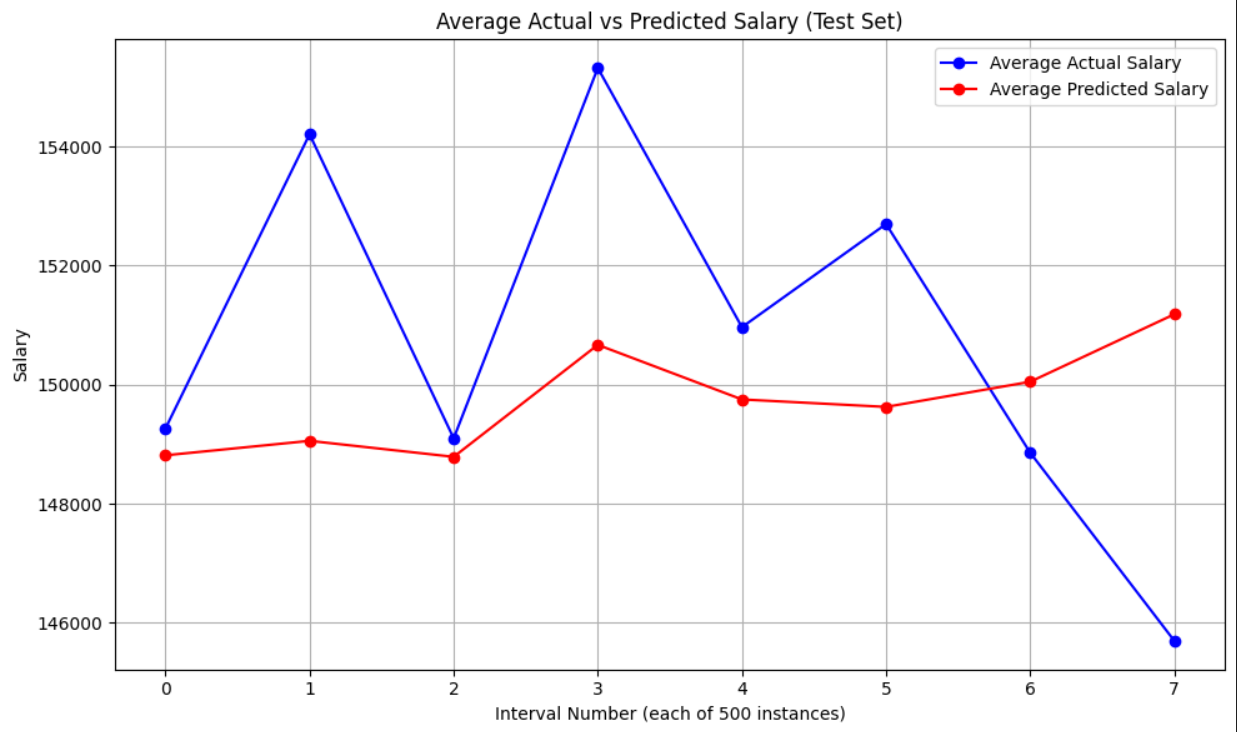 Average Actual vs Predicted Salary (Test Set)
Average Actual Salary
Average Predicted Salary
154000
152000
150000
148000
146000
Salary
0 1 2 3 4 5 6 7
Interval Number (each of 500 instances)